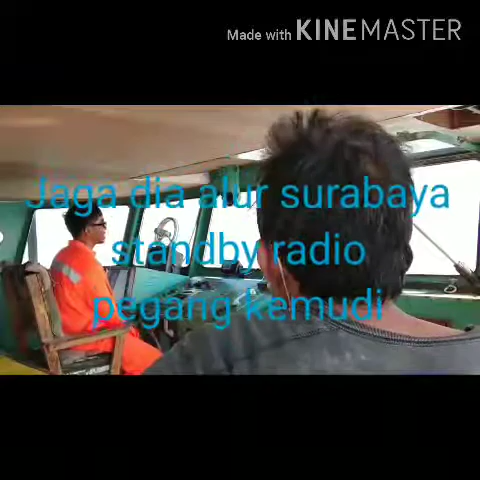 Made with KINEMASTER
Jaga dia alur surabaya
standby radio
pegang kemudi